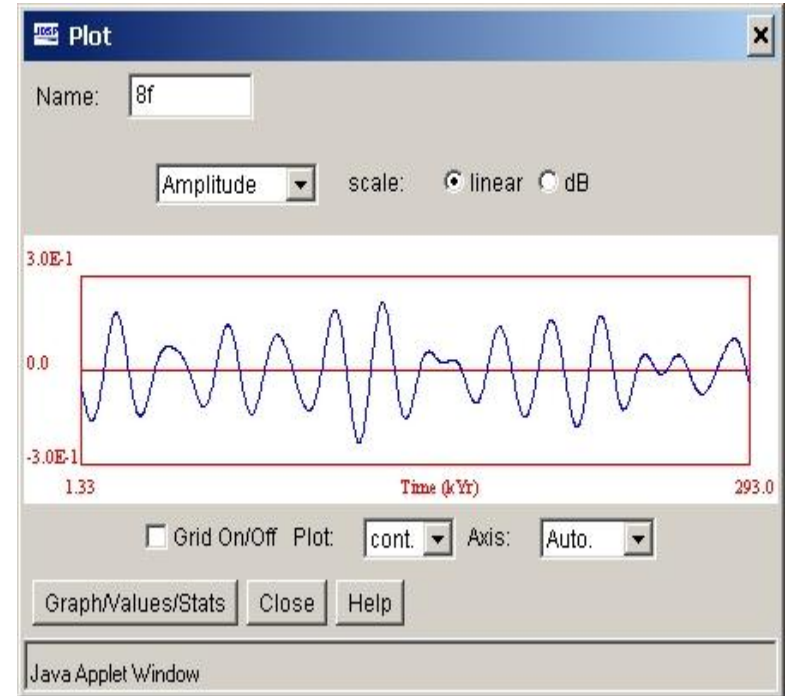 JDSP Plot
Name: 8f
Amplitude scale: linear dB
3.0E-1
0.0
-3.0E-1
1.33 Time (kYr) 293.0
Grid On/Off Plot: cont. Axis: Auto.
Graph/Values/Stats Close Help
Java Applet Window